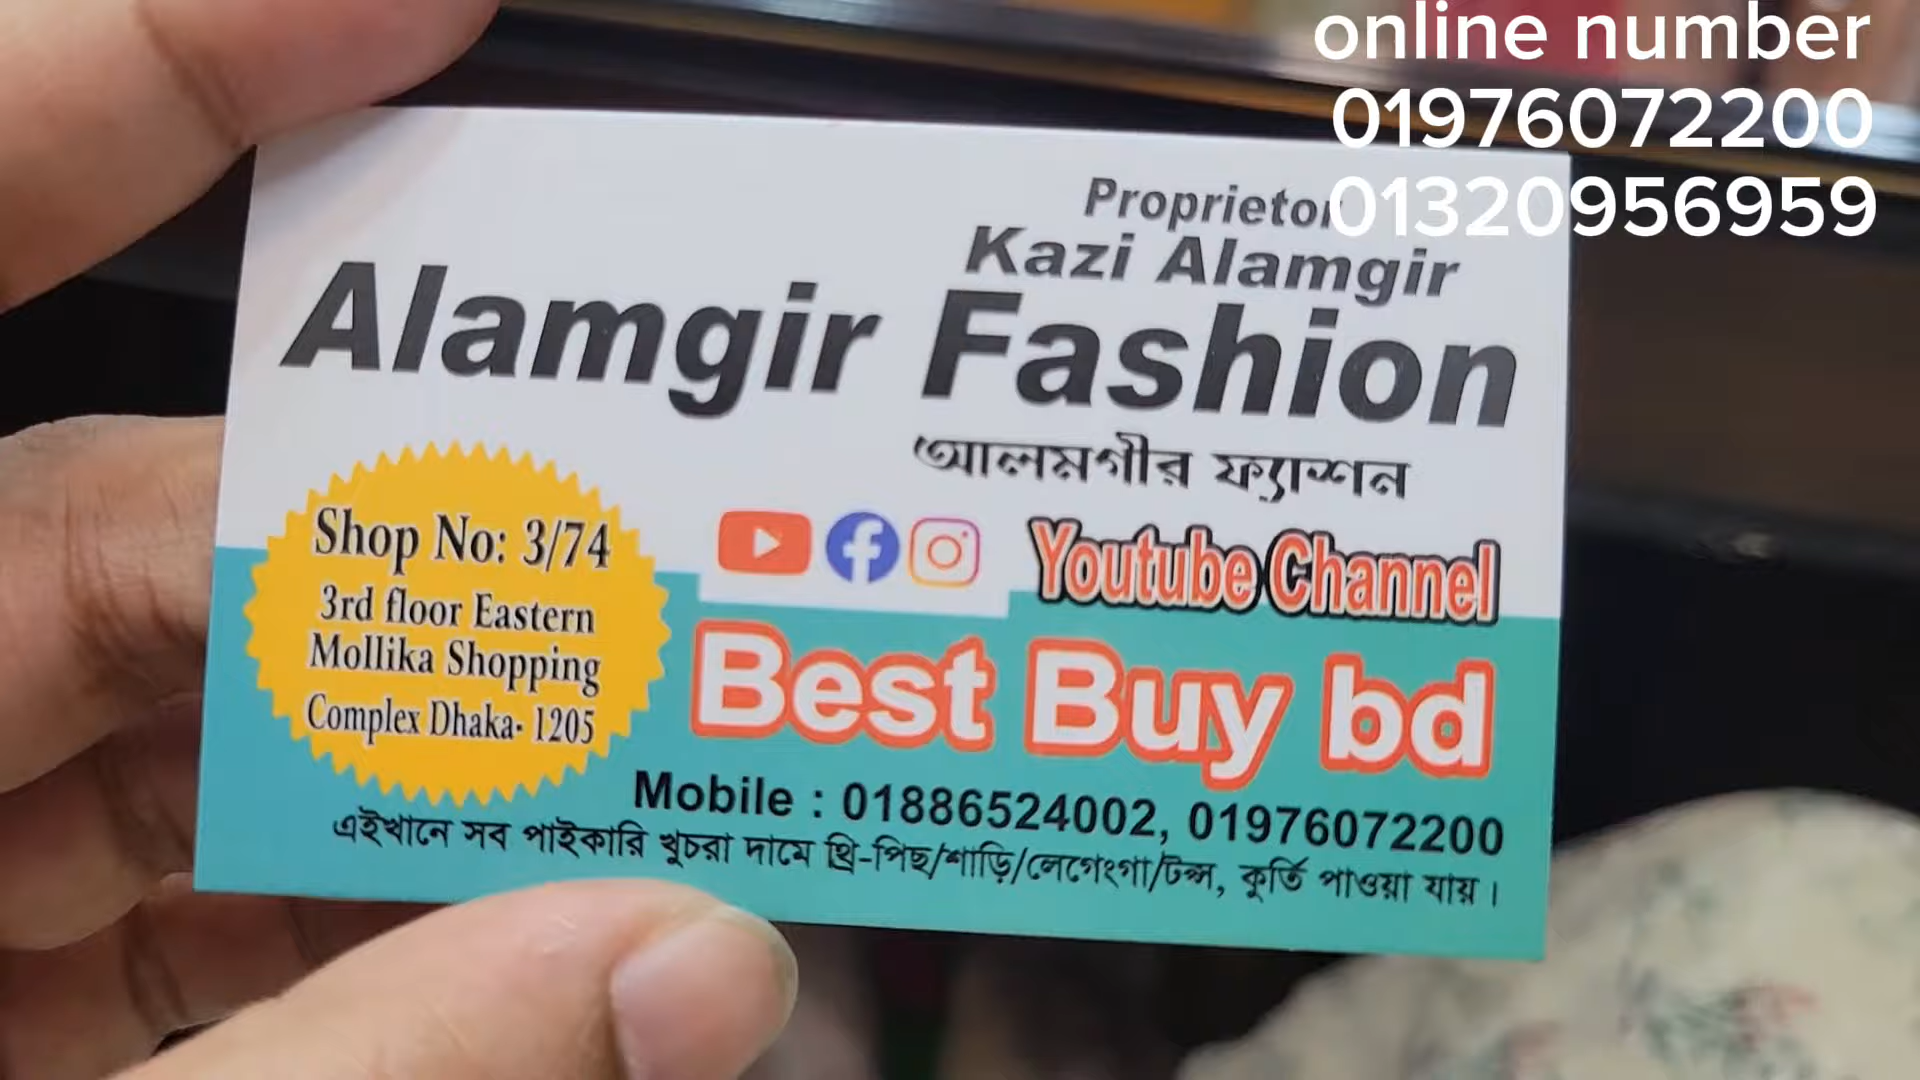 online number
01976072200
01320956959
Proprietor
Kazi Alamgir
Alamgir Fashion
আলমগীর ফ্যাশন
Shop No: 3/74
3rd floor Eastern
Mollika Shopping
Complex Dhaka- 1205
Youtube Channel
Best Buy bd
Mobile : 01886524002, 01976072200
এইখানে সব পাইকারি খুচরা দামে থ্রি-পিছ/শাড়ি/লেগেংগা/টপ্স, কুর্তি পাওয়া যায় ।